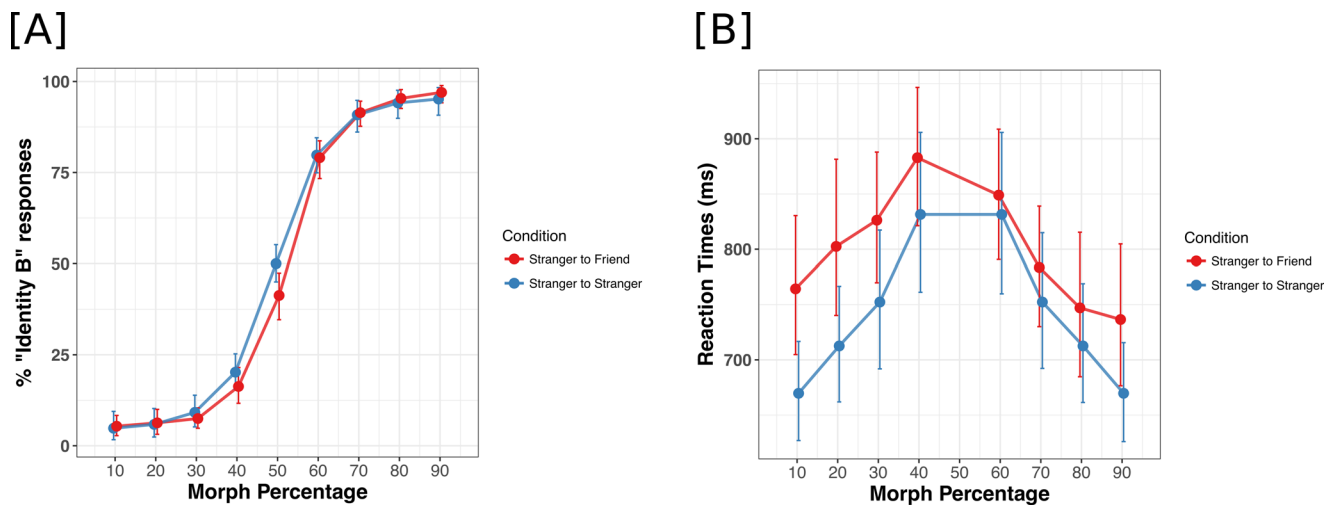 [A]
100
75
50
25
0
% "Identity B" responses
10 20 30 40 50 60 70 80 90
Morph Percentage
Condition
Stranger to Friend
Stranger to Stranger
[B]
900
800
700
Reaction Times (ms)
10 20 30 40 50 60 70 80 90
Morph Percentage
Condition
Stranger to Friend
Stranger to Stranger